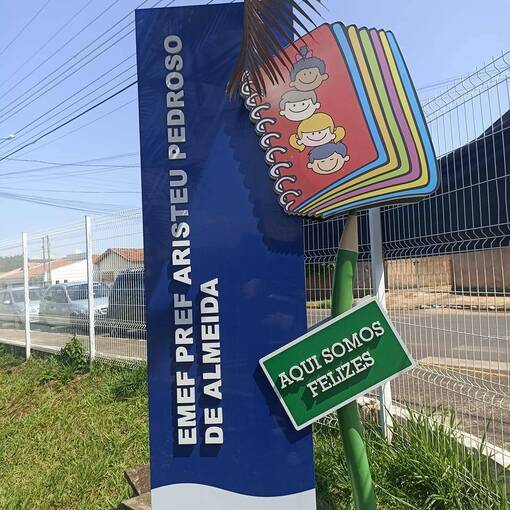 EMEF PREF ARISTEU PEDROSO
DE ALMEIDA
AQUI SOMOS
FELIZES